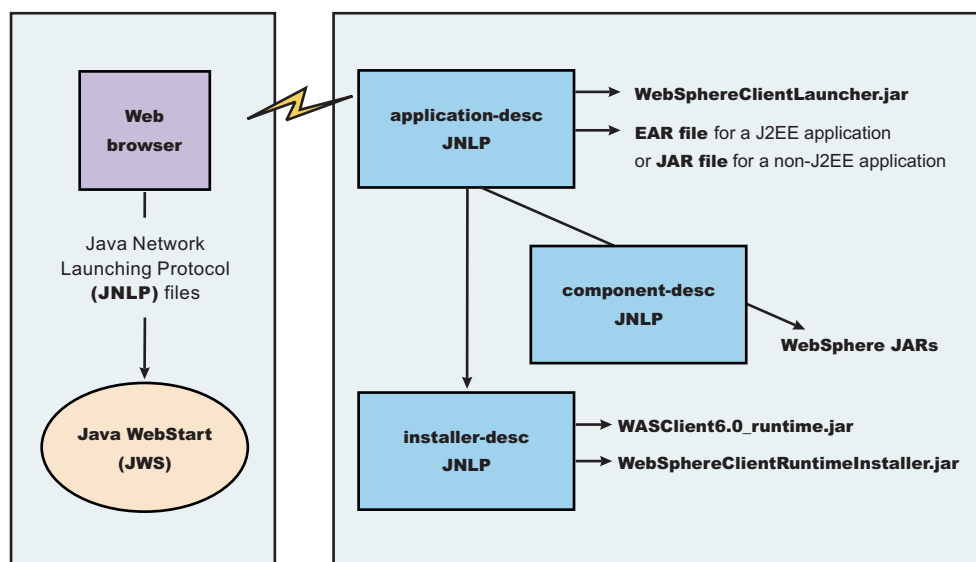 Web
browser
Java Network
Launching Protocol
(JNLP) files
Java WebStart
(JWS)
application-desc
JNLP
WebSphereClientLauncher.jar
EAR file for a J2EE application
or JAR file for a non-J2EE application
component-desc
JNLP
WebSphere JARs
installer-desc
JNLP
WASClient6.0_runtime.jar
WebSphereClientRuntimeInstaller.jar